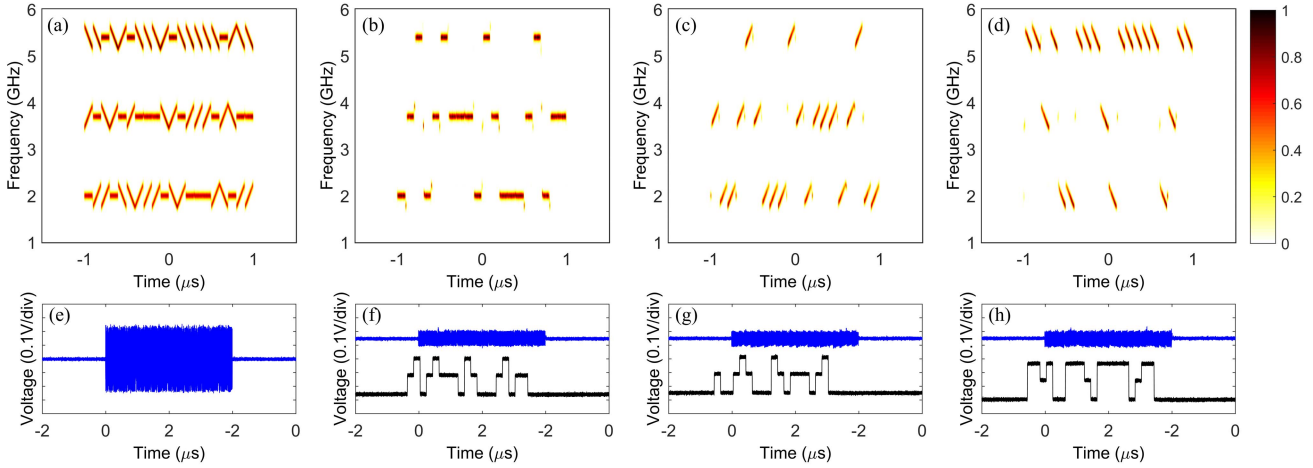 (a)
6
5
4
3
2
1
Frequency (GHz)
-1
0
1
Time (μs)
(b)
6
5
4
3
2
1
Frequency (GHz)
-1
0
1
Time (μs)
(c)
6
5
4
3
2
1
Frequency (GHz)
-1
0
1
Time (μs)
(d)
6
5
4
3
2
1
Frequency (GHz)
-1
0
1
Time (μs)
1
0.8
0.6
0.4
0.2
0
(e)
Voltage (0.1V/div)
-2 0 2 -2 0
Time (μs)
(f)
Voltage (0.1V/div)
-2 0 2 -2 0
Time (μs)
(g)
Voltage (0.1V/div)
-2 0 2 -2 0
Time (μs)
(h)
Voltage (0.1V/div)
-2 0 2 -2 0
Time (μs)